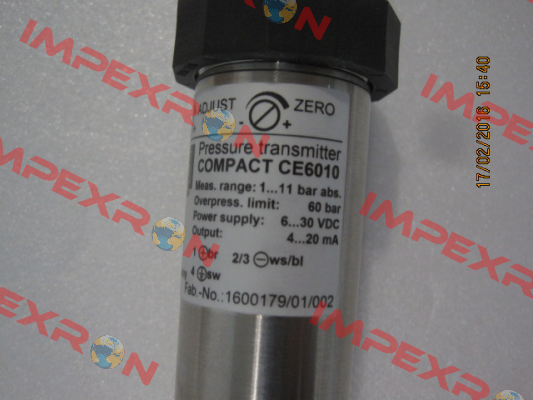 ADJUST ZERO
- +
Pressure transmitter
COMPACT CE6010
Meas. range: 1...11 bar abs.
Overpress. limit: 60 bar
Power supply: 6...30 VDC
Output: 4...20 mA
1 ⊕br 2/3 ⊖ws/bl
4 ⏚sw
Fab.-No.:1600179/01/002
17/02/2016 15:40
IMPEXRON
IMPEXRON
IMPEXRON
IMPEXRON
IMPEXRON